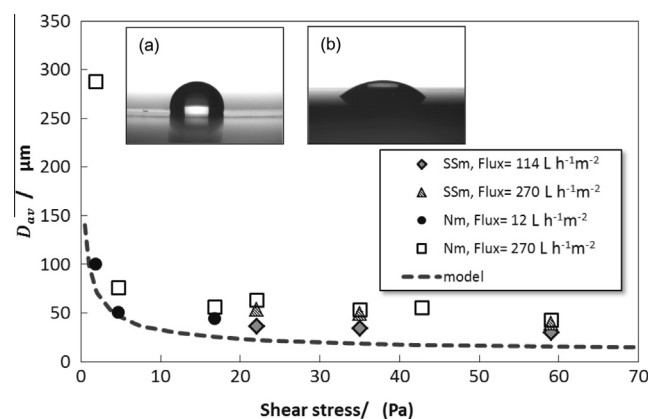 350
300
250
200
150
100
50
0
D_av / μm
(a)
(b)
SSm, Flux= 114 L h⁻¹m⁻²
SSm, Flux= 270 L h⁻¹m⁻²
Nm, Flux= 12 L h⁻¹m⁻²
Nm, Flux= 270 L h⁻¹m⁻²
model
0 10 20 30 40 50 60 70
Shear stress/ (Pa)